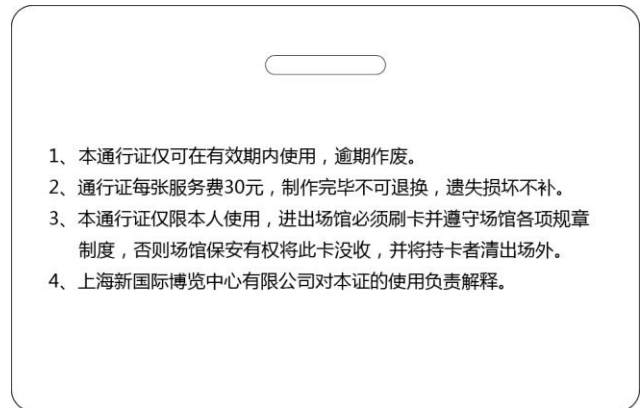 1、本通行证仅可在有效期内使用，逾期作废。
2、通行证每张服务费30元，制作完毕不可退换，遗失损坏不补。
3、本通行证仅限本人使用，进出场馆必须刷卡并遵守场馆各项规章
制度，否则场馆保安有权将此卡没收，并将持卡者清出场外。
4、上海新国际博览中心有限公司对本证的使用负责解释。